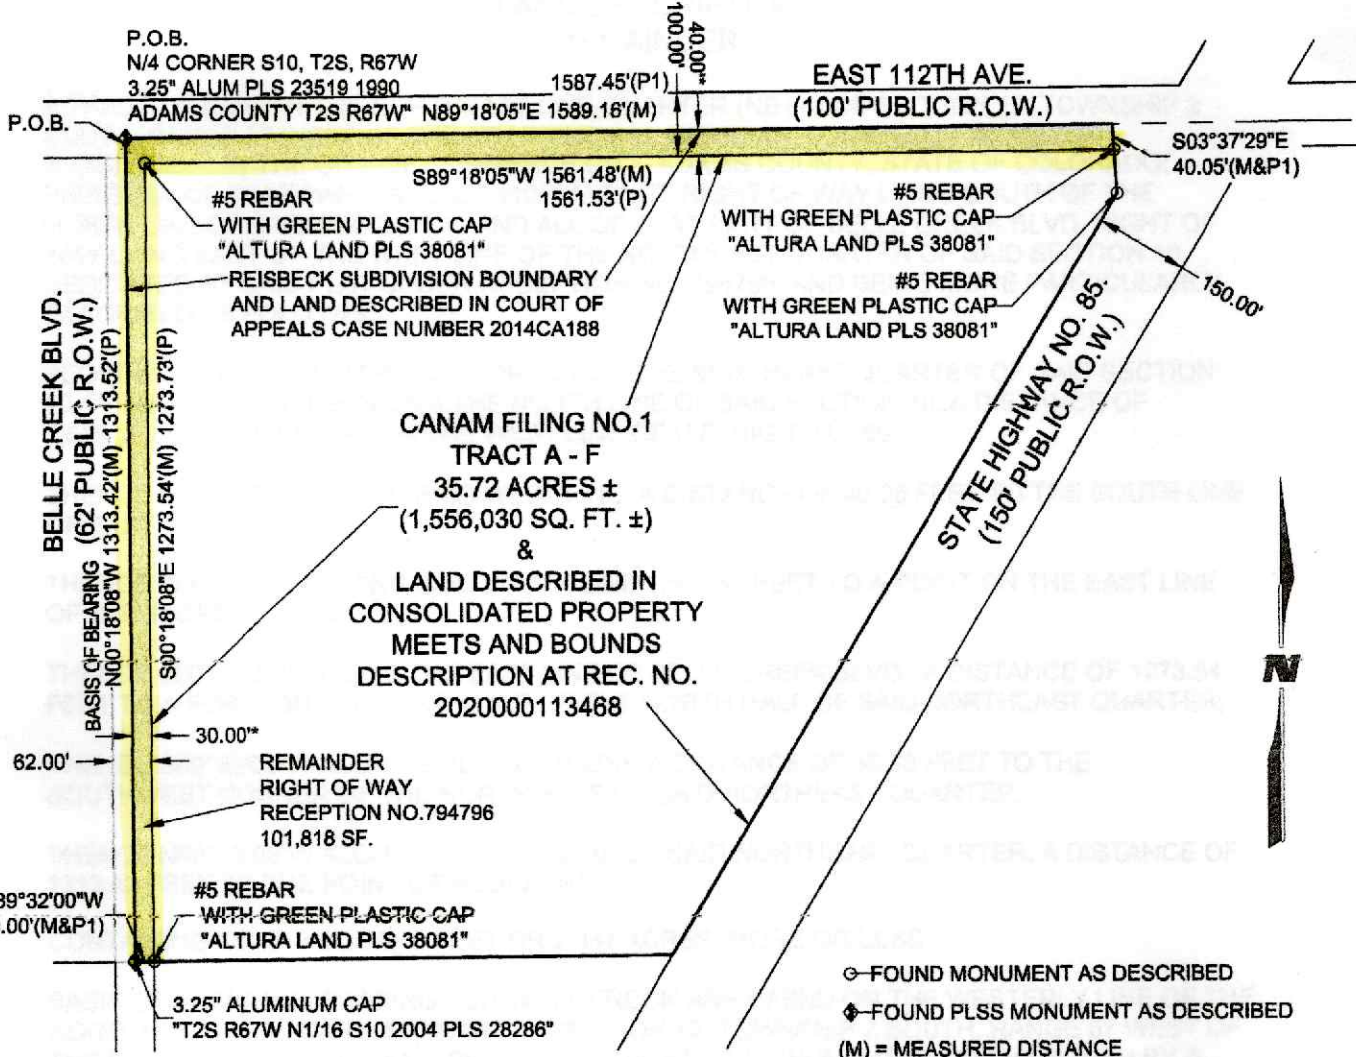 P.O.B.
N/4 CORNER S10, T2S, R67W
3.25" ALUM PLS 23519 1990
ADAMS COUNTY T2S R67W"
P.O.B.
1587.45'(P1)
N89°18'05"E 1589.16'(M)
100.00'
40.00'*
EAST 112TH AVE.
(100' PUBLIC R.O.W.)
S03°37'29"E
40.05'(M&P1)
S89°18'05"W 1561.48'(M)
1561.53'(P)
#5 REBAR
WITH GREEN PLASTIC CAP
"ALTURA LAND PLS 38081"
#5 REBAR
WITH GREEN PLASTIC CAP
"ALTURA LAND PLS 38081"
REISBECK SUBDIVISION BOUNDARY
AND LAND DESCRIBED IN COURT OF
APPEALS CASE NUMBER 2014CA188
#5 REBAR
WITH GREEN PLASTIC CAP
"ALTURA LAND PLS 38081"
150.00'
STATE HIGHWAY NO. 85.
(150' PUBLIC R.O.W.)
BELLE CREEK BLVD.
(62' PUBLIC R.O.W.)
BASIS OF BEARING
N00°18'08"W 1313.42'(M) 1313.52'(P)
S00°18'08"E 1273.54'(M) 1273.73'(P)
CANAM FILING NO.1
TRACT A - F
35.72 ACRES ±
(1,556,030 SQ. FT. ±)
&
LAND DESCRIBED IN
CONSOLIDATED PROPERTY
MEETS AND BOUNDS
DESCRIPTION AT REC. NO.
2020000113468
30.00'*
62.00'
REMAINDER
RIGHT OF WAY
RECEPTION NO.794796
101,818 SF.
N
89°32'00"W
.00'(M&P1)
#5 REBAR
WITH GREEN PLASTIC CAP
"ALTURA LAND PLS 38081"
3.25" ALUMINUM CAP
"T2S R67W N1/16 S10 2004 PLS 28286"
FOUND MONUMENT AS DESCRIBED
FOUND PLSS MONUMENT AS DESCRIBED
(M) = MEASURED DISTANCE